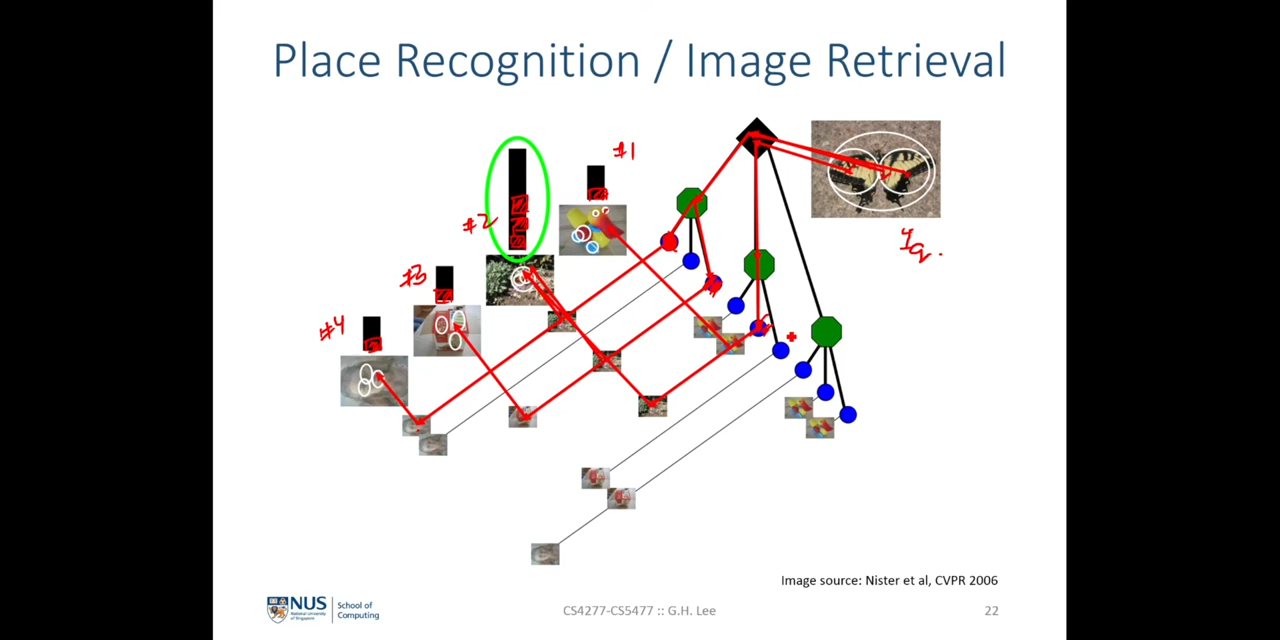 Place Recognition / Image Retrieval
#1
#2
#3
#4
Iq.
Image source: Nister et al, CVPR 2006
NUS
National University
of Singapore
School of
Computing
CS4277-CS5477 :: G.H. Lee
22